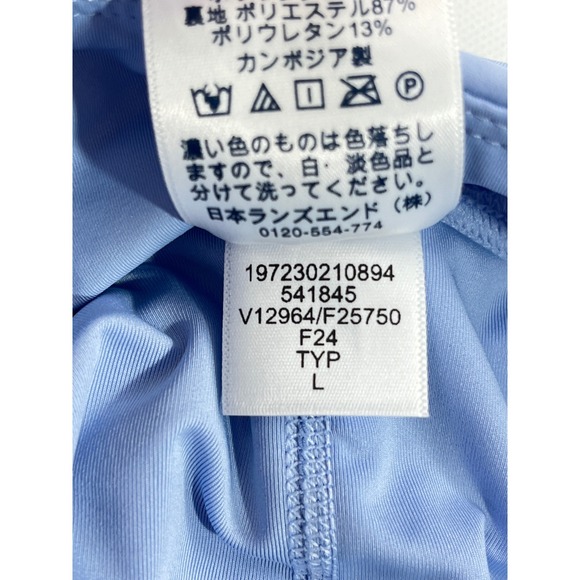 裏地 ポリエステル87%
ポリウレタン13%
カンボジア製
濃い色のものは色落ちし
ますので、白・淡色品と
分けて洗ってください。
日本ランズエンド（株）
0120-554-774
197230210894
541845
V12964/F25750
F24
TYP
L